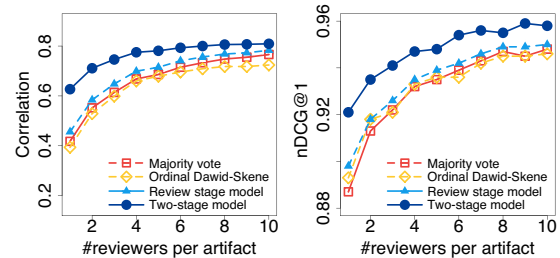 Correlation
0.8
0.6
0.4
0.2
Majority vote
Ordinal Dawid-Skene
Review stage model
Two-stage model
2 4 6 8 10
#reviewers per artifact
nDCG@1
0.96
0.92
0.88
Majority vote
Ordinal Dawid-Skene
Review stage model
Two-stage model
2 4 6 8 10
#reviewers per artifact